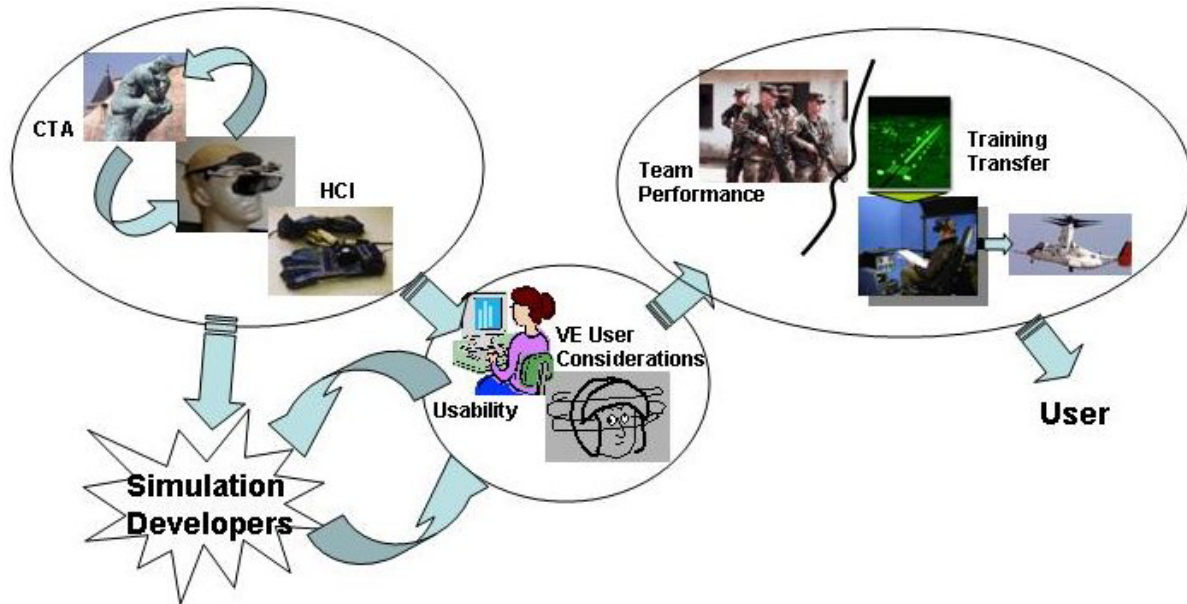 CTA
HCI
Team
Performance
Training
Transfer
VE User
Considerations
Usability
User
Simulation
Developers